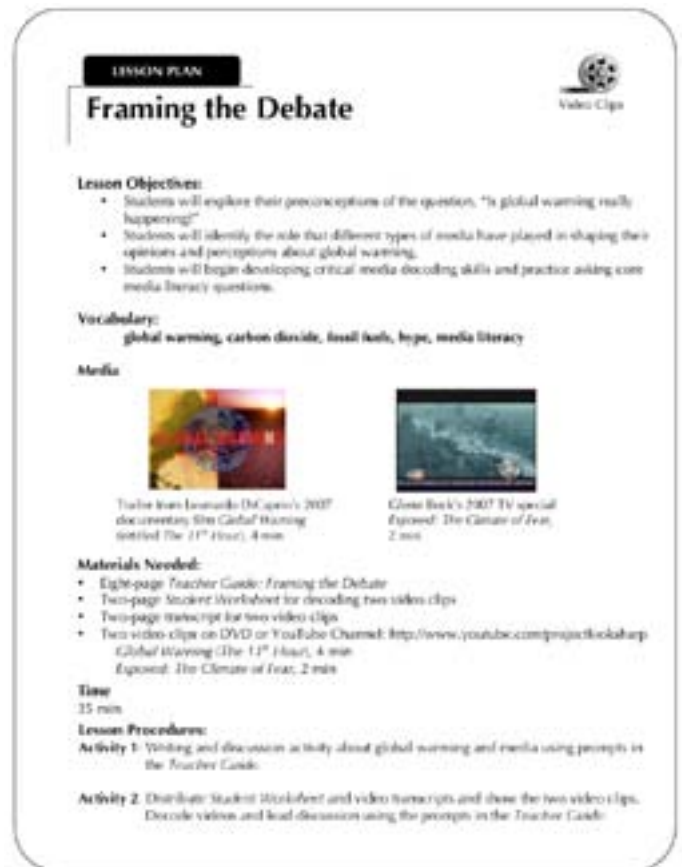 LESSON PLAN
Framing the Debate
Video Clips
Lesson Objectives:
• Students will explore their preconceptions of the question, "Is global warming really
happening?"
• Students will identify the role that different types of media have played in shaping their
opinions and perceptions about global warming.
• Students will begin developing critical media decoding skills and practice asking core
media literacy questions.
Vocabulary:
global warming, carbon dioxide, fossil fuels, hype, media literacy
Media
Trailer from Leonardo DiCaprio's 2007
documentary film Global Warning
(entitled The 11th Hour), 4 min
Glenn Beck's 2007 TV special
Exposed: The Climate of Fear,
2 min
Materials Needed:
• Eight-page Teacher Guide: Framing the Debate
• Two-page Student Worksheet for decoding two video clips
• Two-page transcript for two video clips
• Two video clips on DVD or YouTube Channel: http://www.youtube.com/projectlooksharp
Global Warning (The 11th Hour), 4 min
Exposed: The Climate of Fear, 2 min
Time
35 min
Lesson Procedures:
Activity 1: Writing and discussion activity about global warming and media using prompts in
the Teacher Guide.
Activity 2: Distribute Student Worksheet and video transcripts and show the two video clips.
Decode videos and lead discussion using the prompts in the Teacher Guide.